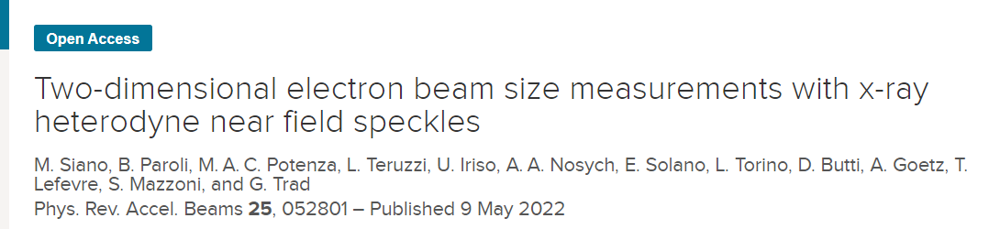 Open Access
Two-dimensional electron beam size measurements with x-ray
heterodyne near field speckles
M. Siano, B. Paroli, M. A. C. Potenza, L. Teruzzi, U. Iriso, A. A. Nosych, E. Solano, L. Torino, D. Butti, A. Goetz, T.
Lefevre, S. Mazzoni, and G. Trad
Phys. Rev. Accel. Beams 25, 052801 – Published 9 May 2022